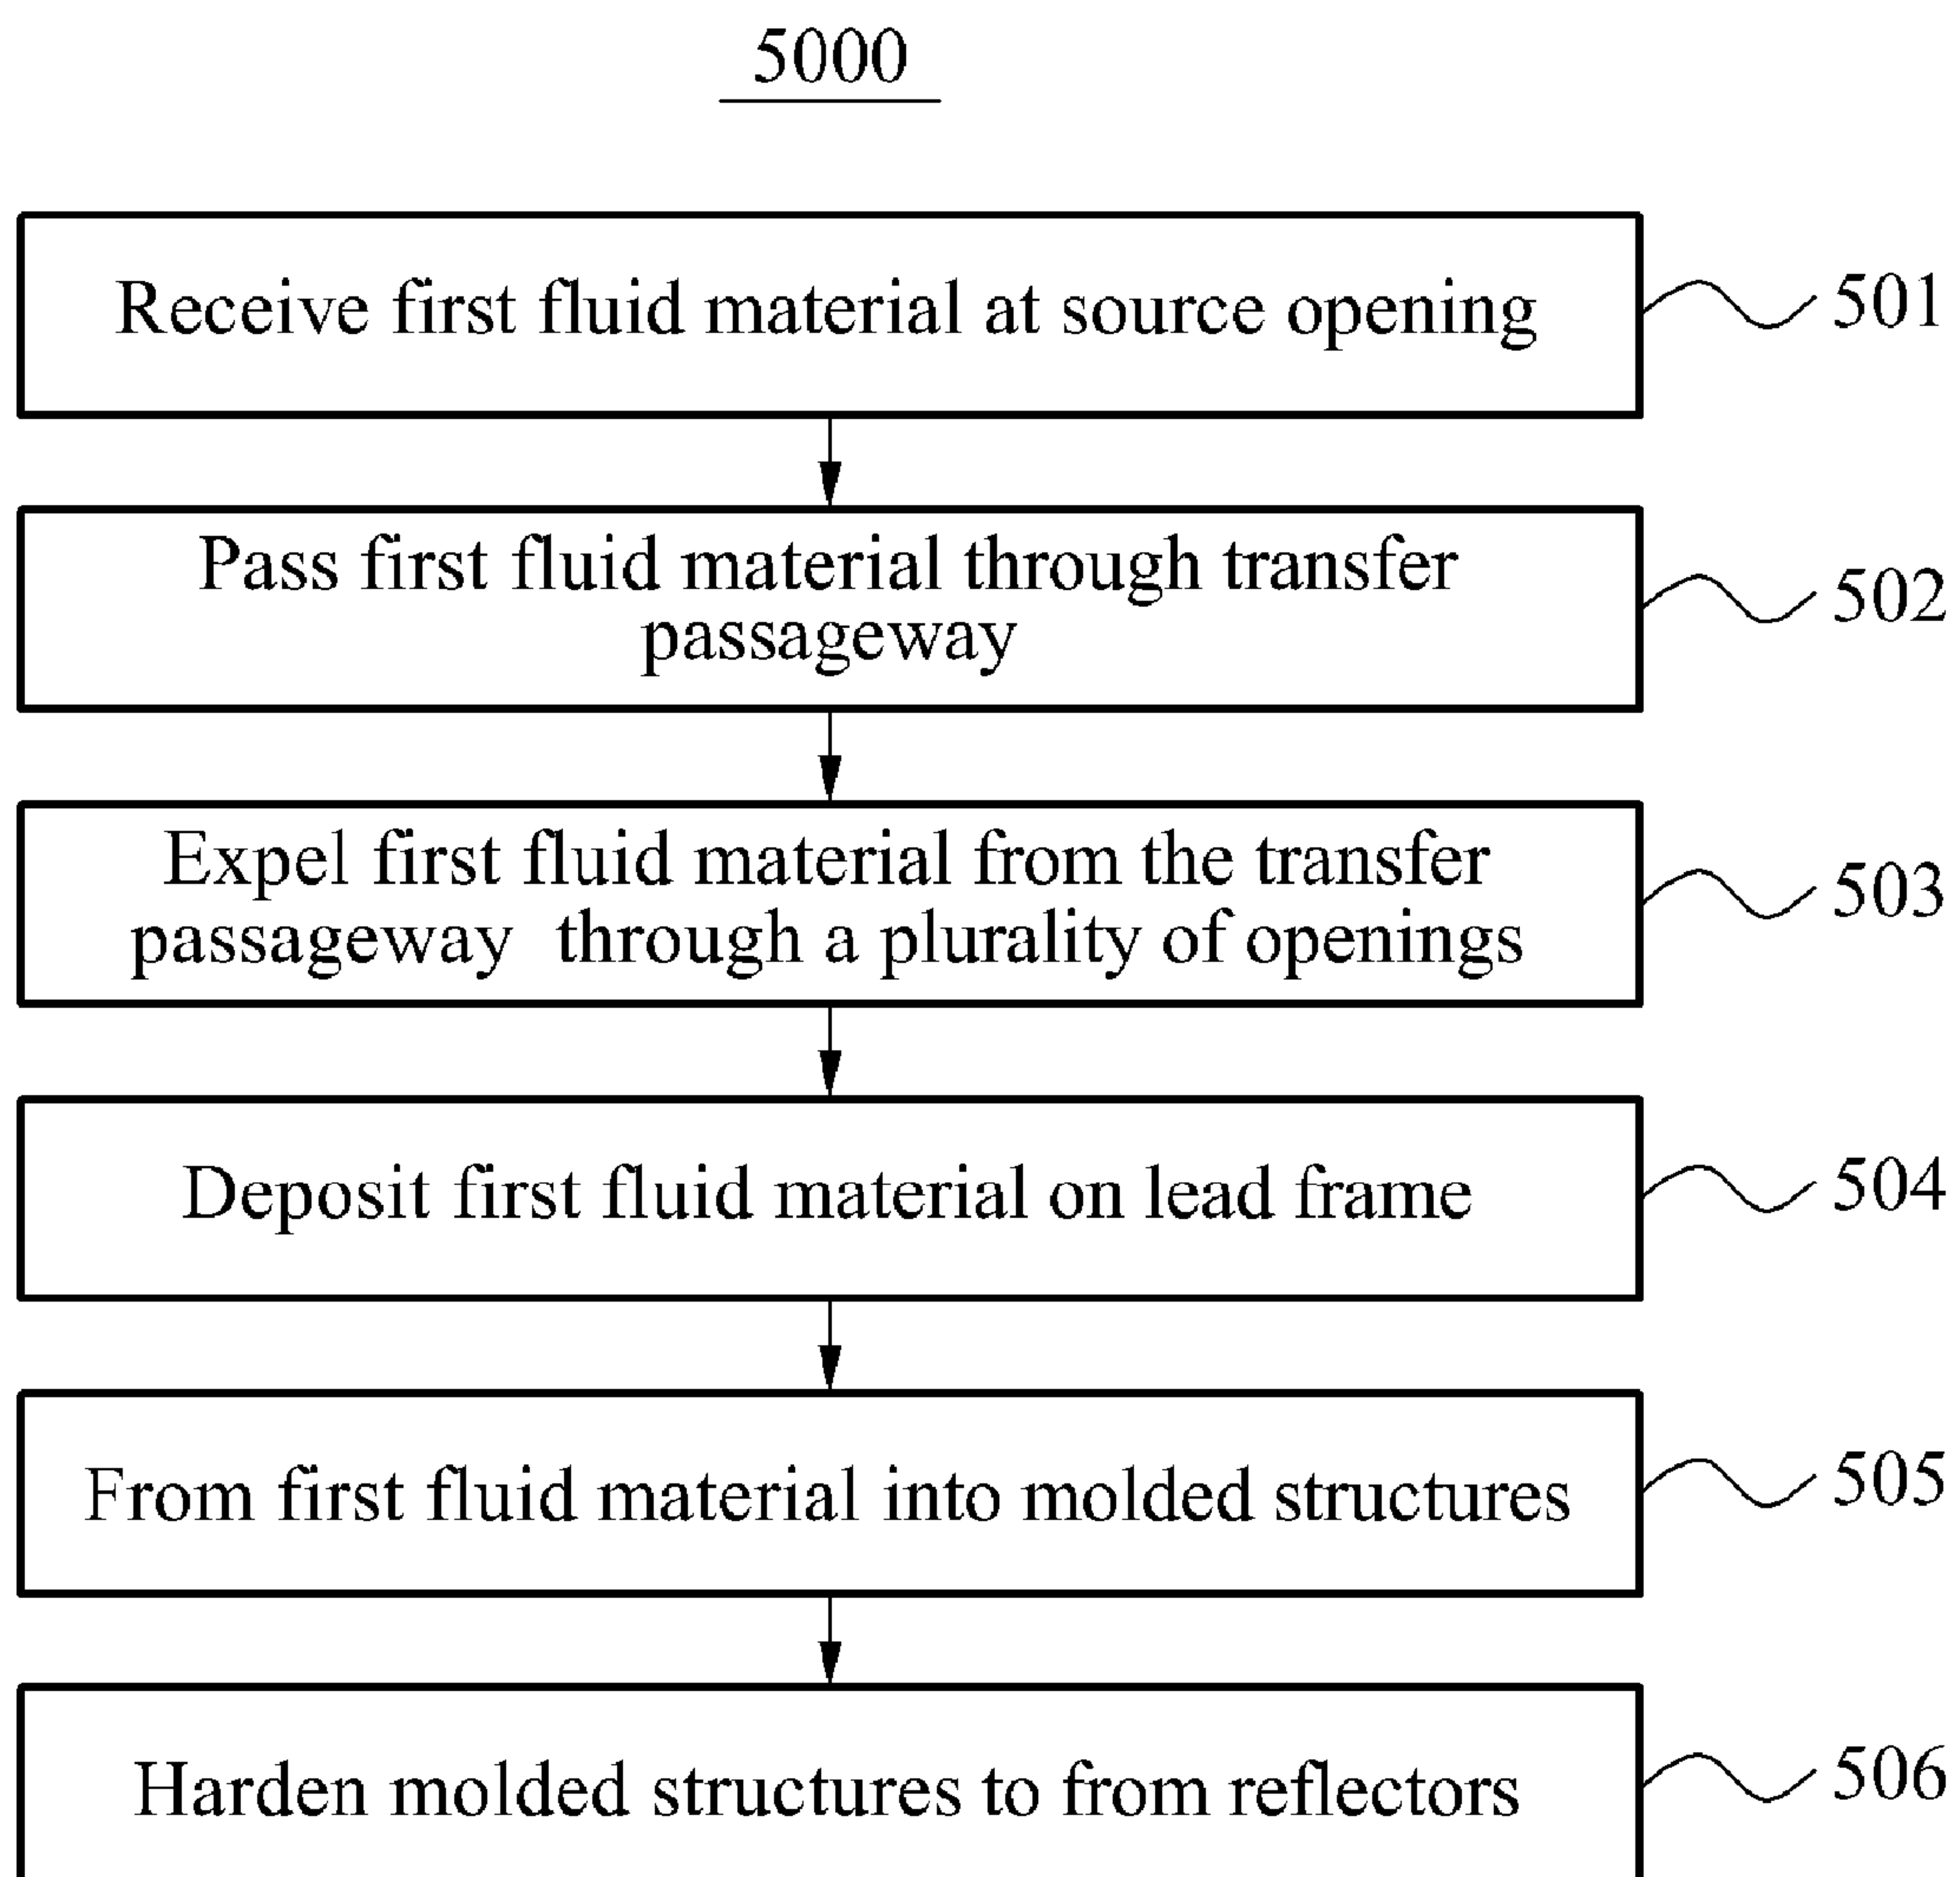 5000
Receive first fluid material at source opening
501
Pass first fluid material through transfer
passageway
502
Expel first fluid material from the transfer
passageway through a plurality of openings
503
Deposit first fluid material on lead frame
504
From first fluid material into molded structures
505
Harden molded structures to from reflectors
506